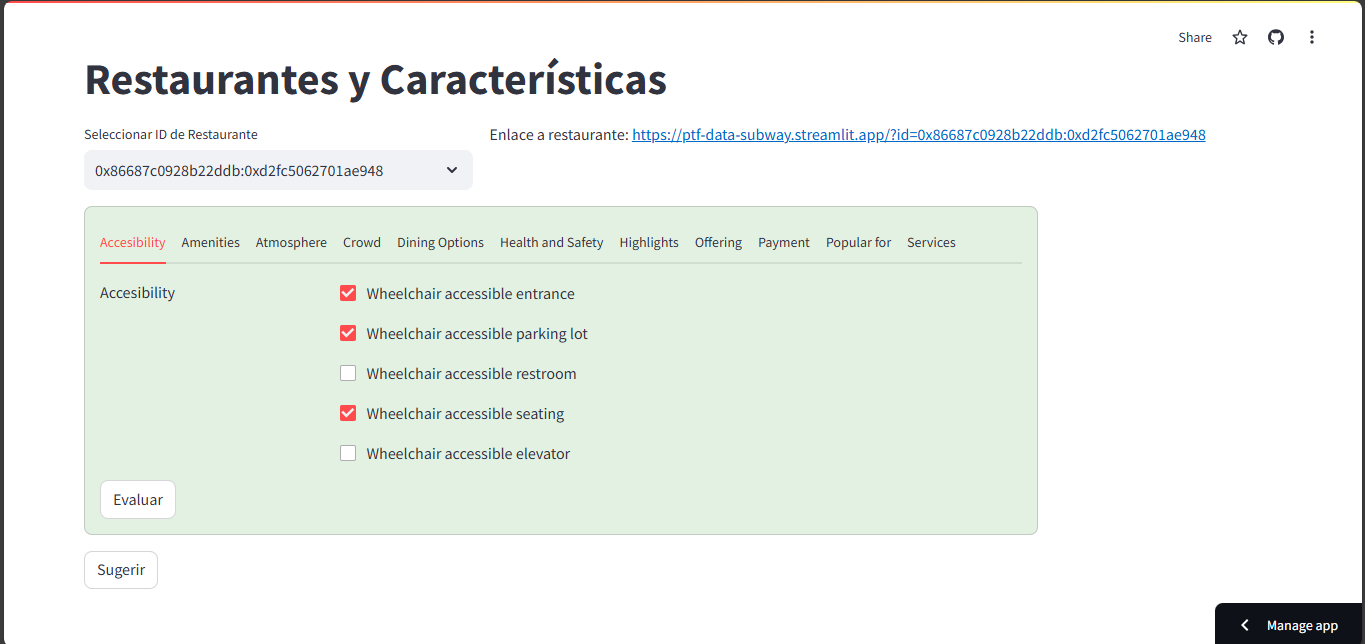 Share
Restaurantes y Características
Seleccionar ID de Restaurante
Enlace a restaurante: https://ptf-data-subway.streamlit.app/?id=0x86687c0928b22ddb:0xd2fc5062701ae948
0x86687c0928b22ddb:0xd2fc5062701ae948
Accesibility Amenities Atmosphere Crowd Dining Options Health and Safety Highlights Offering Payment Popular for Services
Accesibility
Wheelchair accessible entrance
Wheelchair accessible parking lot
Wheelchair accessible restroom
Wheelchair accessible seating
Wheelchair accessible elevator
Evaluar
Sugerir
Manage app